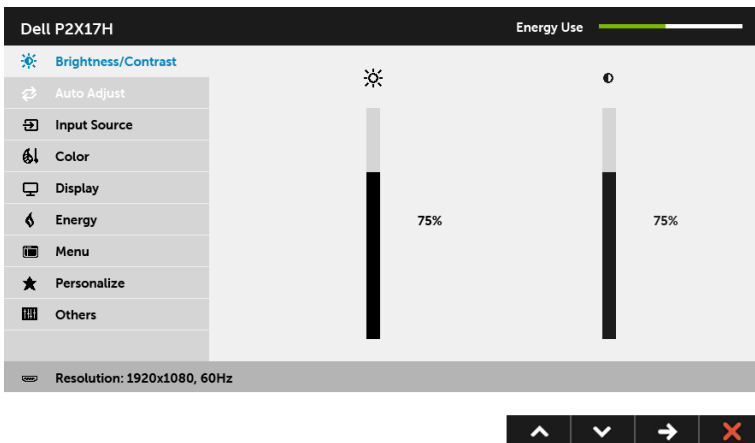 Dell P2X17H
Energy Use
Brightness/Contrast
Auto Adjust
Input Source
Color
Display
Energy
Menu
Personalize
Others
75%
75%
Resolution: 1920x1080, 60Hz